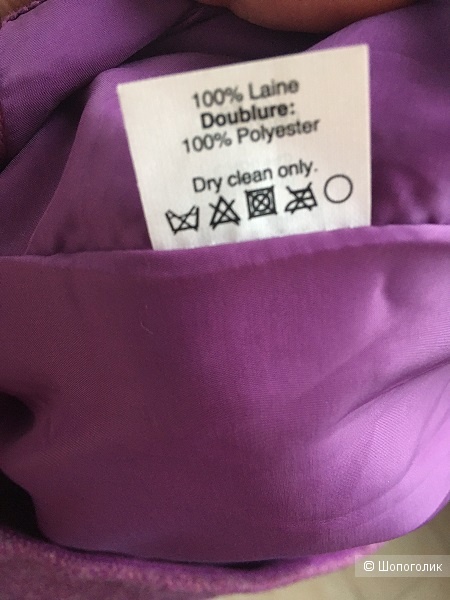 100% Laine
Doublure:
100% Polyester
Dry clean only.
© Шопоголик